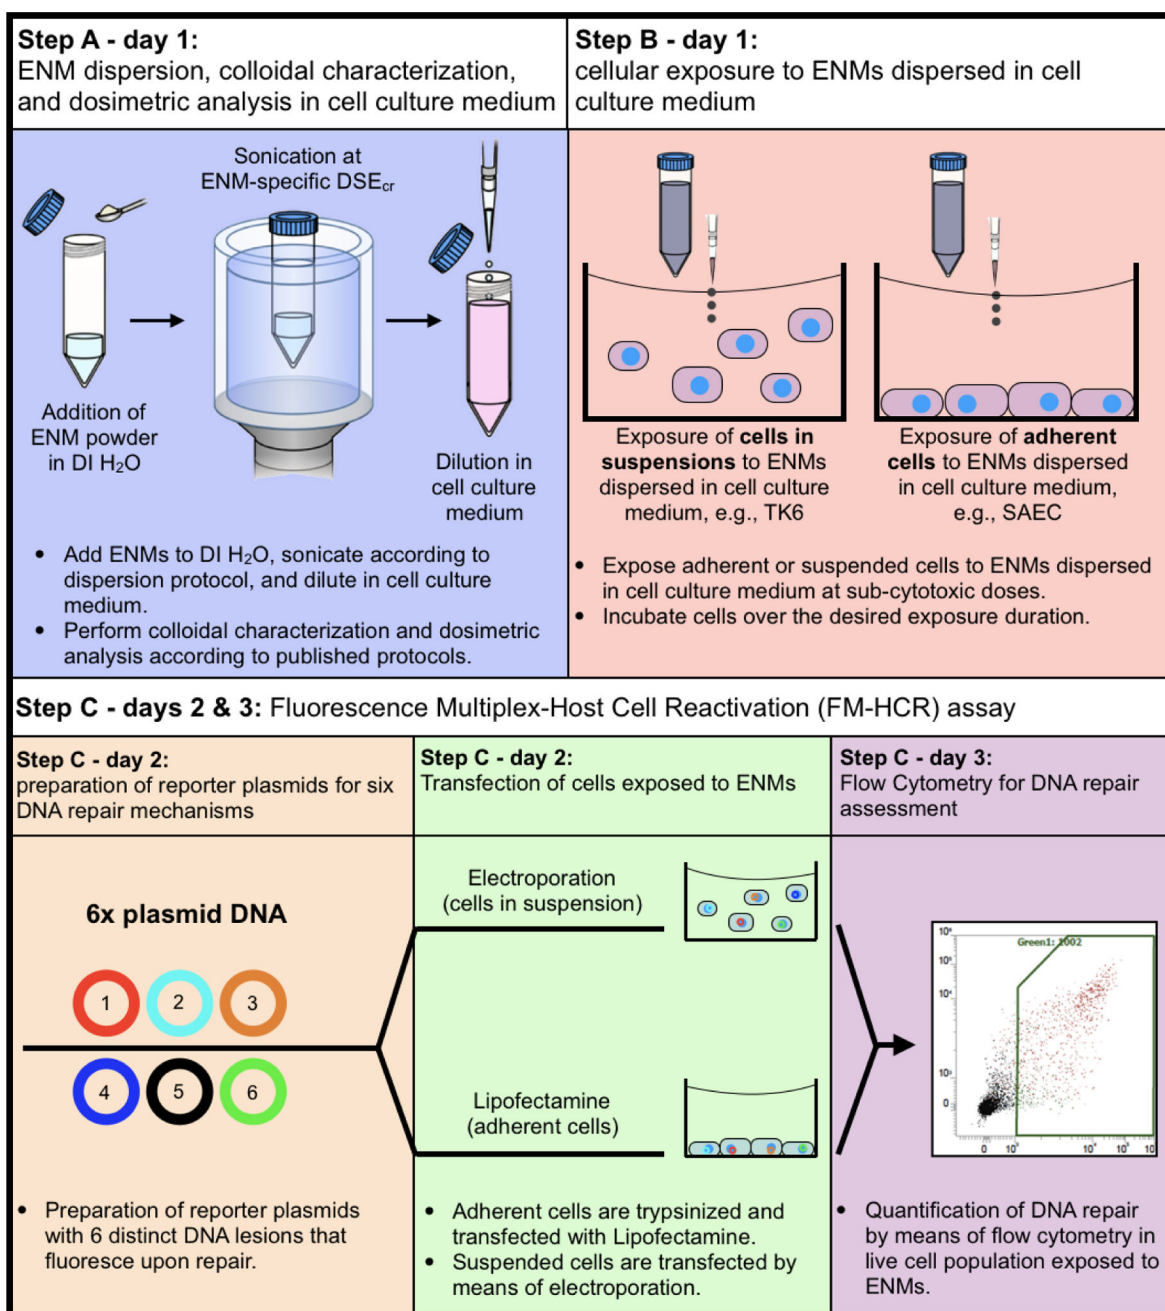 Step A - day 1:
ENM dispersion, colloidal characterization,
and dosimetric analysis in cell culture medium
Step B - day 1:
cellular exposure to ENMs dispersed in cell
culture medium
Sonication at
ENM-specific DSEcr
Addition of
ENM powder
in DI H2O
Dilution in
cell culture
medium
• Add ENMs to DI H2O, sonicate according to
dispersion protocol, and dilute in cell culture
medium.
• Perform colloidal characterization and dosimetric
analysis according to published protocols.
Exposure of cells in
suspensions to ENMs
dispersed in cell culture
medium, e.g., TK6
Exposure of adherent
cells to ENMs dispersed
in cell culture medium,
e.g., SAEC
• Expose adherent or suspended cells to ENMs dispersed
in cell culture medium at sub-cytotoxic doses.
• Incubate cells over the desired exposure duration.
Step C - days 2 & 3: Fluorescence Multiplex-Host Cell Reactivation (FM-HCR) assay
Step C - day 2:
preparation of reporter plasmids for six
DNA repair mechanisms
6x plasmid DNA
1 2 3
4 5 6
• Preparation of reporter plasmids
with 6 distinct DNA lesions that
fluoresce upon repair.
Step C - day 2:
Transfection of cells exposed to ENMs
Electroporation
(cells in suspension)
Lipofectamine
(adherent cells)
• Adherent cells are trypsinized and
transfected with Lipofectamine.
• Suspended cells are transfected by
means of electroporation.
Step C - day 3:
Flow Cytometry for DNA repair
assessment
Green1: 1002
10⁵
10⁴
10³
0
0 10³ 10⁴ 10⁵
• Quantification of DNA repair
by means of flow cytometry in
live cell population exposed to
ENMs.